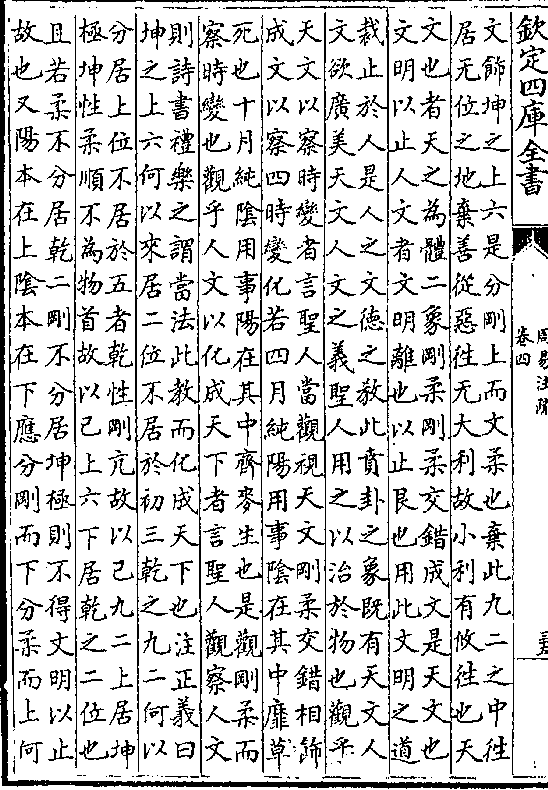 欽定四庫全書
周易注疏
卷四
文飾坤之上六是分剛上而文柔也棄此九二之中往
居无位之地棄善從惡往无大利故小利有攸往也天
文也者天之為體二象剛柔剛柔交錯成文是天文也
文明以止人文者文明離也以止艮也用此文明之道
裁止於人是人之文德之教此賁卦之象既有天文人
文欲廣美天文人文之義聖人用之以治於物也觀乎
天文以察時變者言聖人當觀視天文剛柔交錯相飾
成文以察四時變化若四月純陽用事陰在其中靡草
死也十月純陰用事陽在其中齊麥生也是觀剛柔而
察時變也觀乎人文以化成天下者言聖人觀察人文
則詩書禮樂之謂當法此教而化成天下也注正義曰
坤之上六何以來居二位不居於初三乾之九二何以
分居上位不居於五者乾性剛亢故以己九二上居坤
極坤性柔順不為物首故以己上六下居乾之二位也
且若柔不分居乾二剛不分居坤極則不得文明以止
故也又陽本在上陰本在下應分剛而下分柔而上何